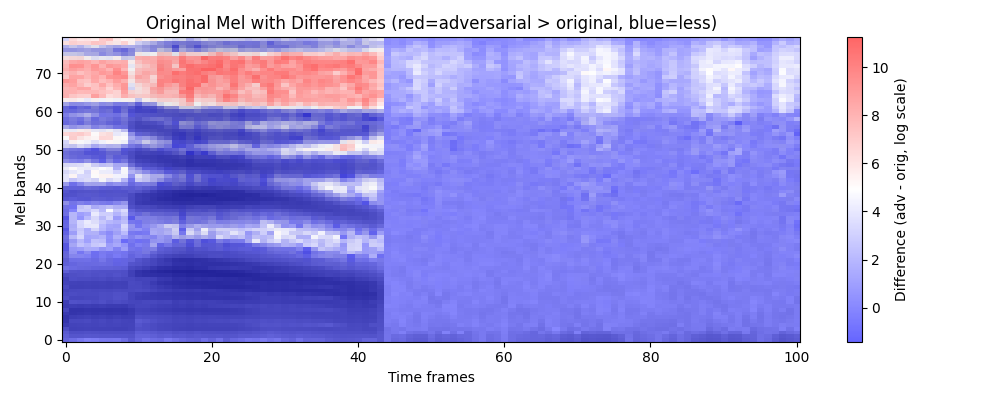 Original Mel with Differences (red=adversarial > original, blue=less)
Mel bands
70
60
50
40
30
20
10
0
0 20 40 60 80 100
Time frames
10
8
6
4
2
0
Difference (adv - orig, log scale)